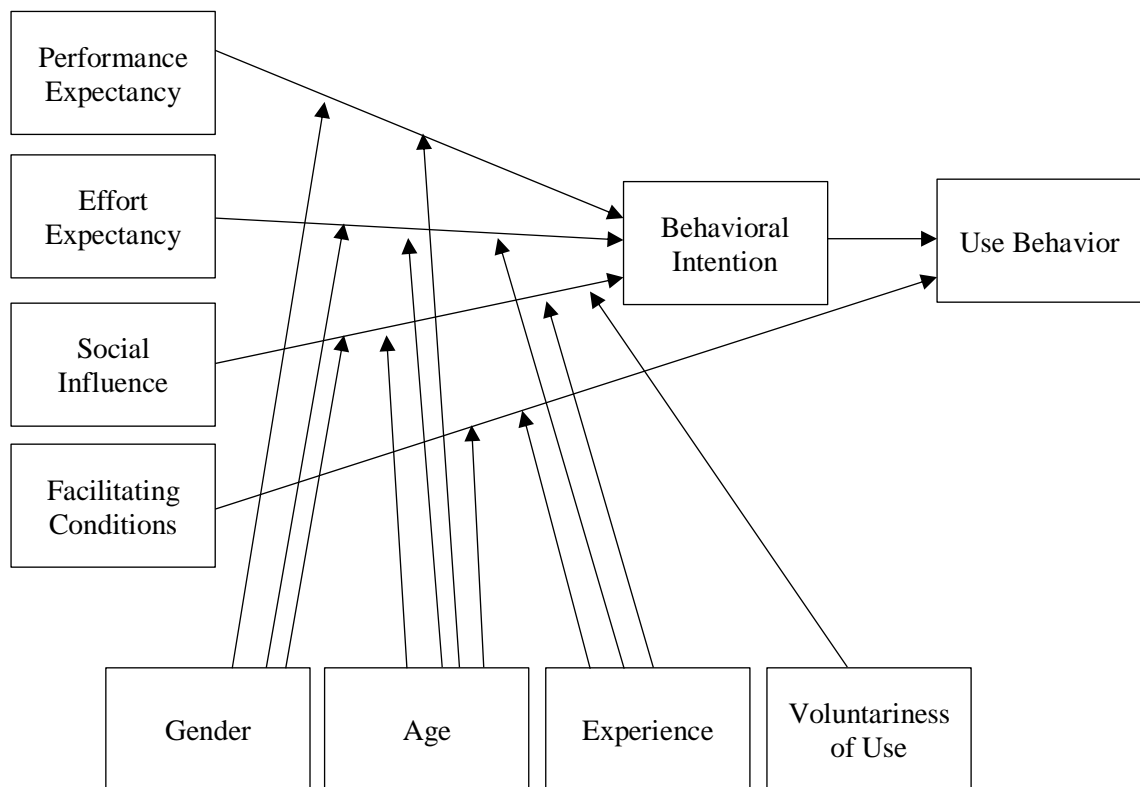 Performance
Expectancy
Effort
Expectancy
Social
Influence
Facilitating
Conditions
Behavioral
Intention
Use Behavior
Gender
Age
Experience
Voluntariness
of Use